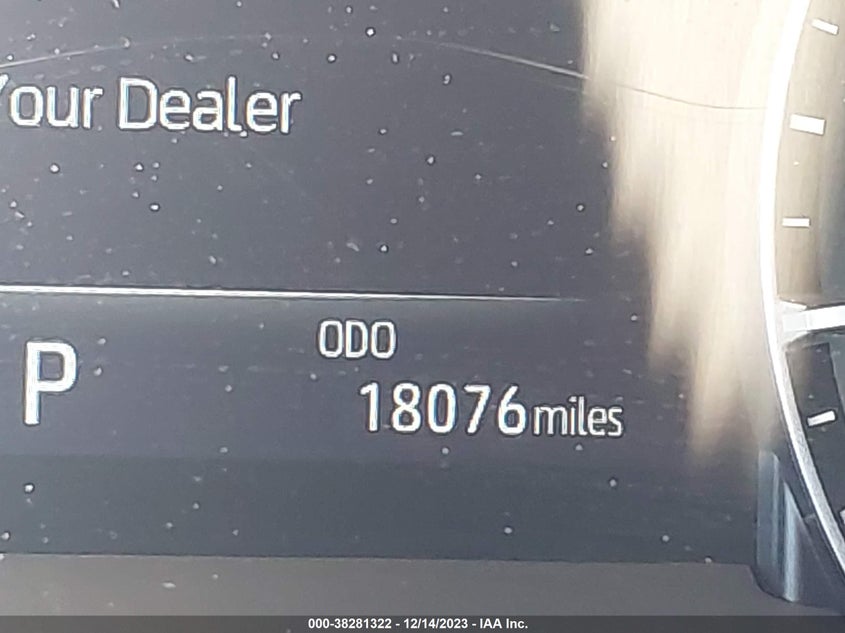 Your Dealer
ODO
P
18076 miles
000-38281322 - 12/14/2023 - IAA Inc.